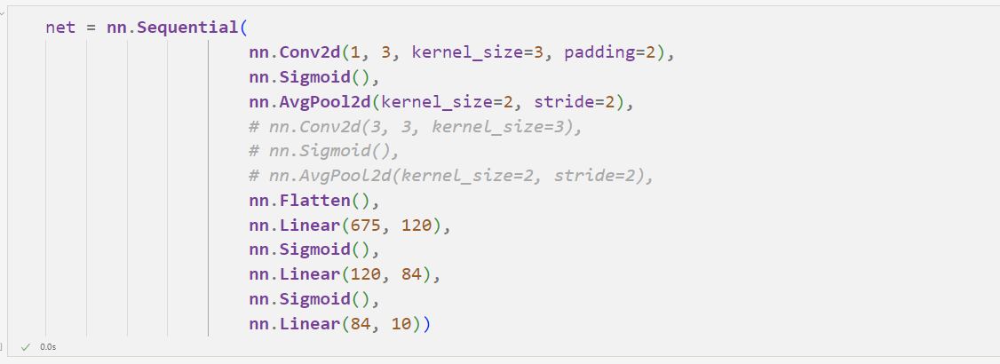 net = nn.Sequential(
nn.Conv2d(1, 3, kernel_size=3, padding=2),
nn.Sigmoid(),
nn.AvgPool2d(kernel_size=2, stride=2),
# nn.Conv2d(3, 3, kernel_size=3),
# nn.Sigmoid(),
# nn.AvgPool2d(kernel_size=2, stride=2),
nn.Flatten(),
nn.Linear(675, 120),
nn.Sigmoid(),
nn.Linear(120, 84),
nn.Sigmoid(),
nn.Linear(84, 10))
] ✓ 0.0s